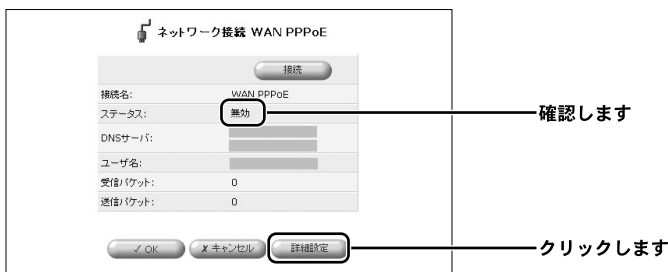 ネットワーク接続 WAN PPPoE
接続
接続名: WAN PPPoE
ステータス: 無効
確認します
DNSサーバ:
ユーザ名:
受信パケット: 0
送信パケット: 0
✓ OK ✗ キャンセル 詳細設定
クリックします